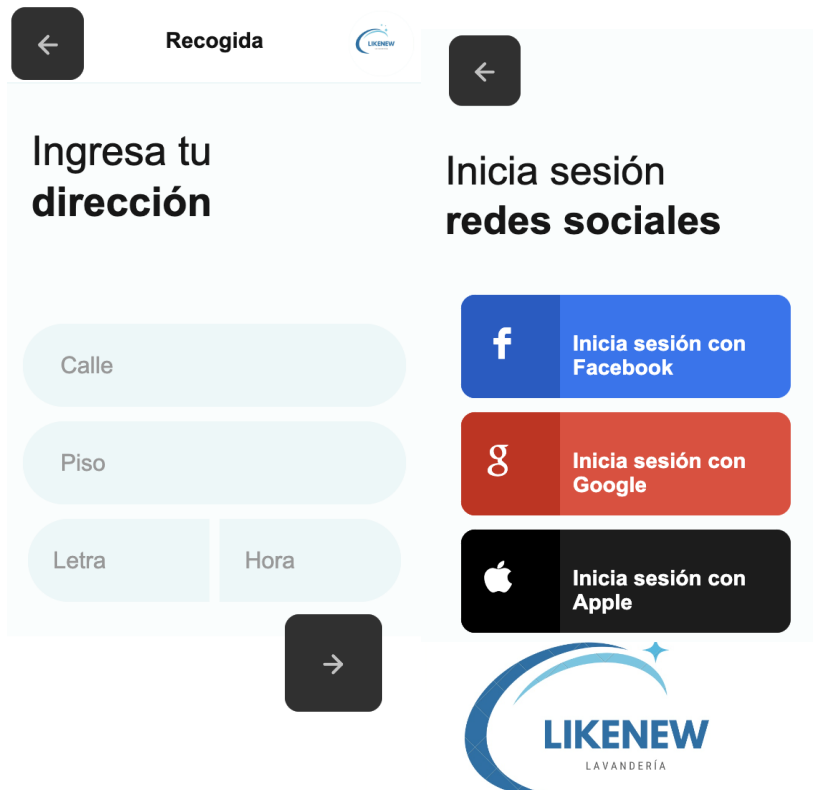 Recogida
LIKENEW
Ingresa tu
dirección
Calle
Piso
Letra
Hora
Inicia sesión
redes sociales
f
Inicia sesión con
Facebook
g
Inicia sesión con
Google
Inicia sesión con
Apple
LIKENEW
LAVANDERÍA